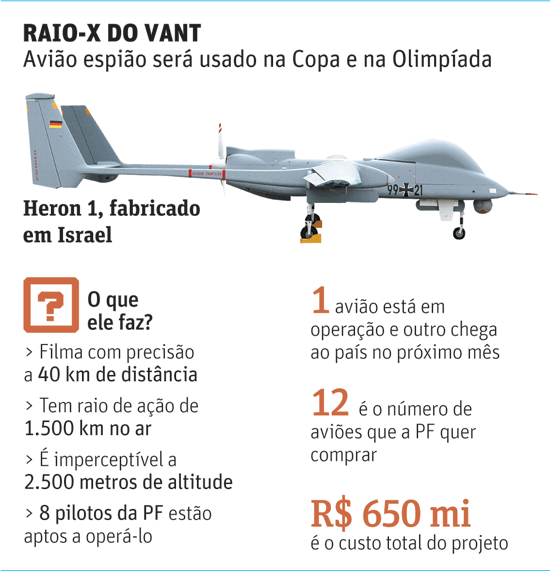 RAIO-X DO VANT
Avião espião será usado na Copa e na Olimpíada
99 21
Heron 1, fabricado
em Israel
?
O que
ele faz?
> Filma com precisão
a 40 km de distância
> Tem raio de ação de
1.500 km no ar
> É imperceptível a
2.500 metros de altitude
> 8 pilotos da PF estão
aptos a operá-lo
1 avião está em
operação e outro chega
ao país no próximo mês
12 é o número de
aviões que a PF quer
comprar
R$ 650 mi
é o custo total do projeto